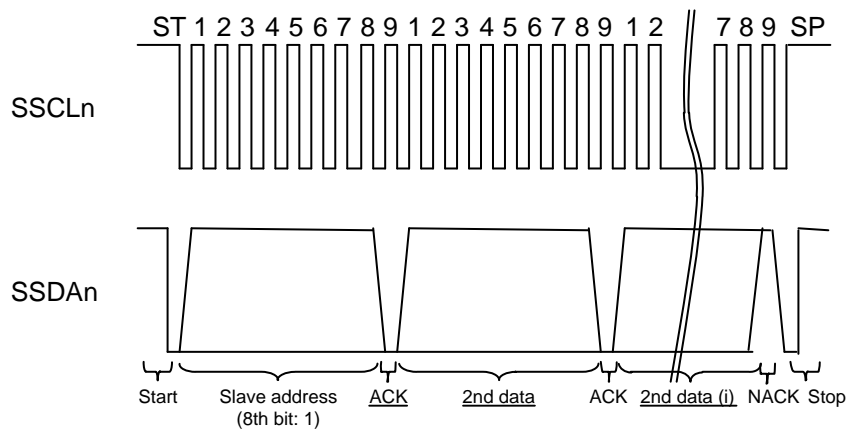 ST 1 2 3 4 5 6 7 8 9 1 2 3 4 5 6 7 8 9 1 2 7 8 9 SP
SSCLn
SSDAn
Start Slave address ACK 2nd data ACK 2nd data (i) NACK Stop
(8th bit: 1)